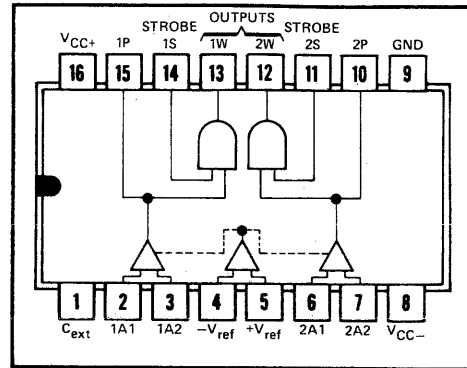 STROBE OUTPUTS STROBE
VCC+ 1P 1S 1W 2W 2S 2P GND
16 15 14 13 12 11 10 9
1 2 3 4 5 6 7 8
Cext 1A1 1A2 −Vref +Vref 2A1 2A2 VCC−